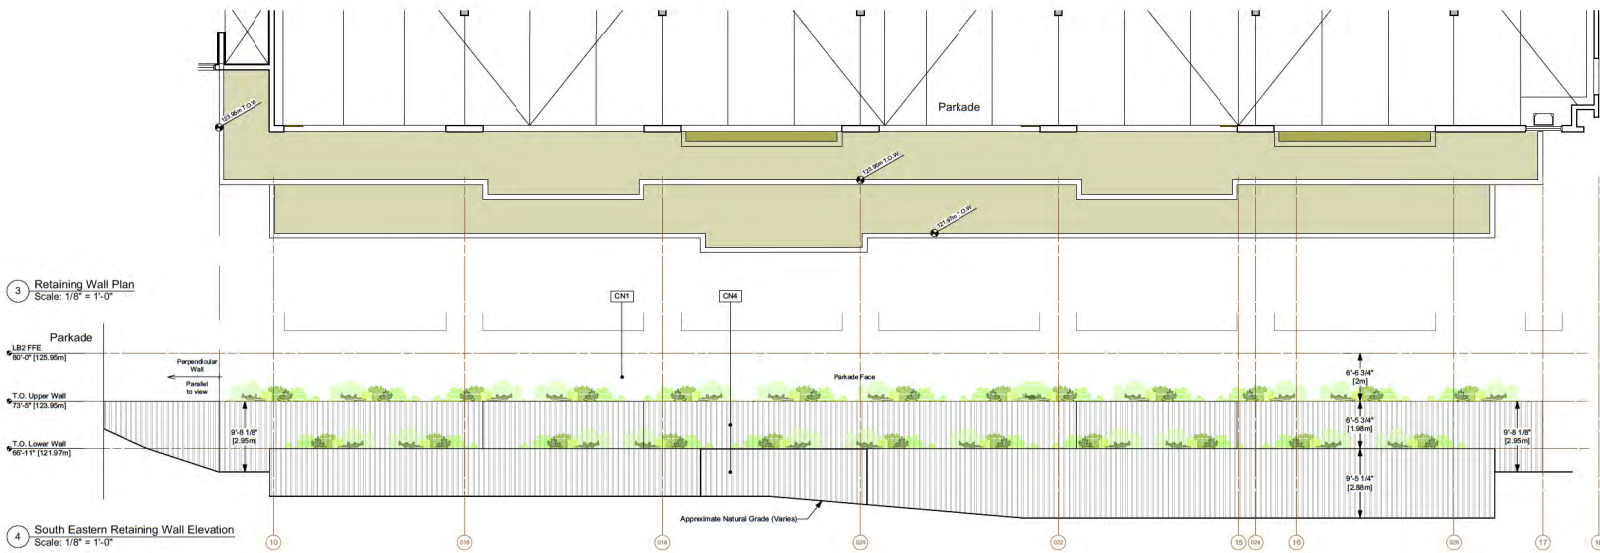 Parkade
123.95m T.O.W
123.95m T.O.W
121.97m T.O.W
3
Retaining Wall Plan
Scale: 1/8" = 1'-0"
CN1
CN4
Parkade
LB2 FFE
80'-0" [125.95m]
Perpendicular
Wall
Parallel
to view
Parkade Face
6'-6 3/4"
[2m]
T.O. Upper Wall
73'-5" [123.95m]
9'-8 1/8"
[2.95m
6'-5 3/4"
[1.98m]
9'-8 1/8"
[2.95m]
T.O. Lower Wall
66'-11" [121.97m]
9'-5 1/4"
[2.88m]
Approximate Natural Grade (Varies)
4
South Eastern Retaining Wall Elevation
Scale: 1/8" = 1'-0"
10
020
15
024
16
17